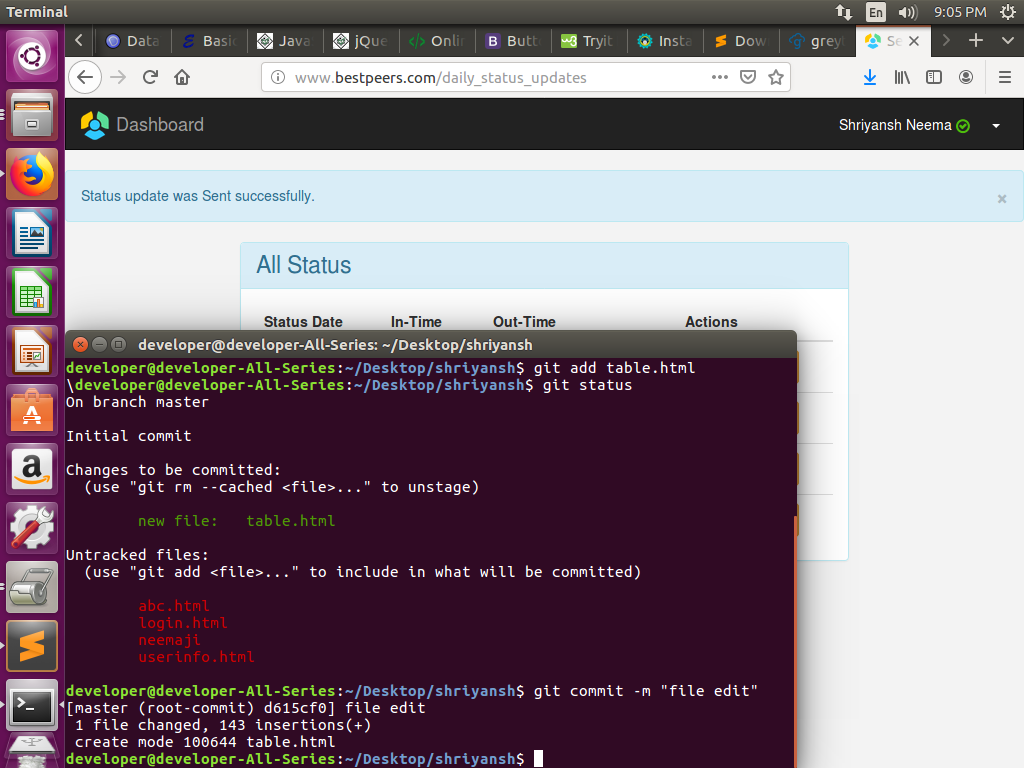 Terminal
En
9:05 PM
Data
Basi
Java
jQue
Onli
B
Butt
w3
Tryit
Insta
Dow
grey
Se
www.bestpeers.com/daily_status_updates
Dashboard
Shriyansh Neema
Status update was Sent successfully.
×
All Status
Status Date In-Time Out-Time Actions
developer@developer-All-Series: ~/Desktop/shriyansh
developer@developer-All-Series:~/Desktop/shriyansh$ git add table.html
\developer@developer-All-Series:~/Desktop/shriyansh$ git status
On branch master
Initial commit
Changes to be committed:
(use "git rm --cached <file>..." to unstage)
new file: table.html
Untracked files:
(use "git add <file>..." to include in what will be committed)
abc.html
login.html
neemaji
userinfo.html
developer@developer-All-Series:~/Desktop/shriyansh$ git commit -m "file edit"
[master (root-commit) d615cf0] file edit
1 file changed, 143 insertions(+)
create mode 100644 table.html
developer@developer-All-Series:~/Desktop/shriyansh$